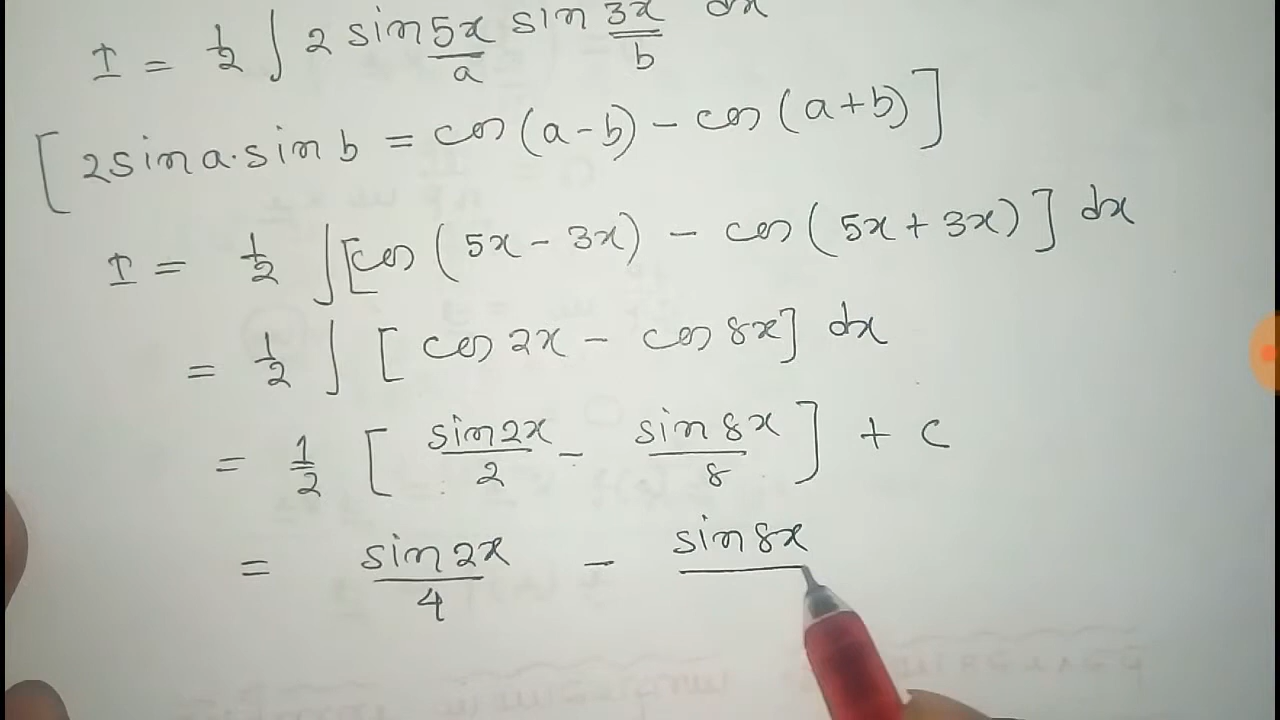 I = 1/2 ∫ 2 sin 5x sin 3x dx
a b
[2 sin a . sin b = cos (a - b) - cos (a + b)]
I = 1/2 ∫ [cos (5x - 3x) - cos (5x + 3x)] dx
= 1/2 ∫ [cos 2x - cos 8x] dx
= 1/2 [sin 2x / 2 - sin 8x / 8] + c
= sin 2x / 4 - sin 8x